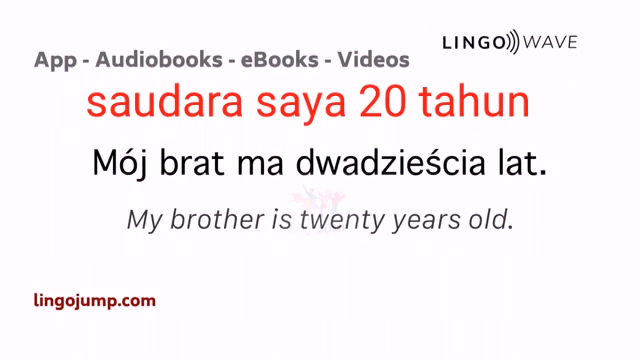 LINGO WAVE
App - Audiobooks - eBooks - Videos
saudara saya 20 tahun
Mój brat ma dwadzieścia lat.
My brother is twenty years old.
lingojump.com